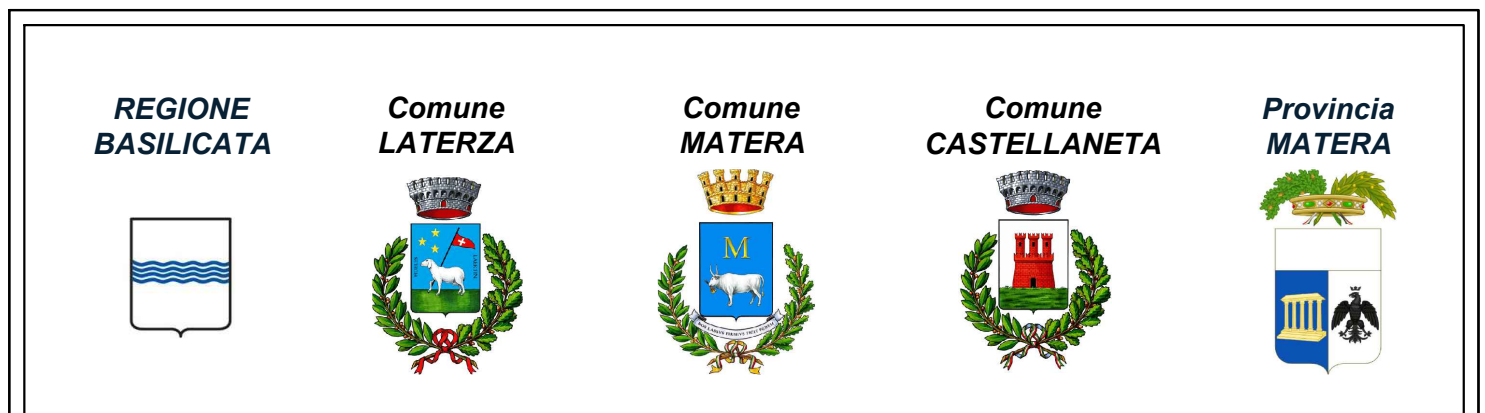 REGIONE
BASILICATA
Comune
LATERZA
Comune
MATERA
M
Comune
CASTELLANETA
Provincia
MATERA